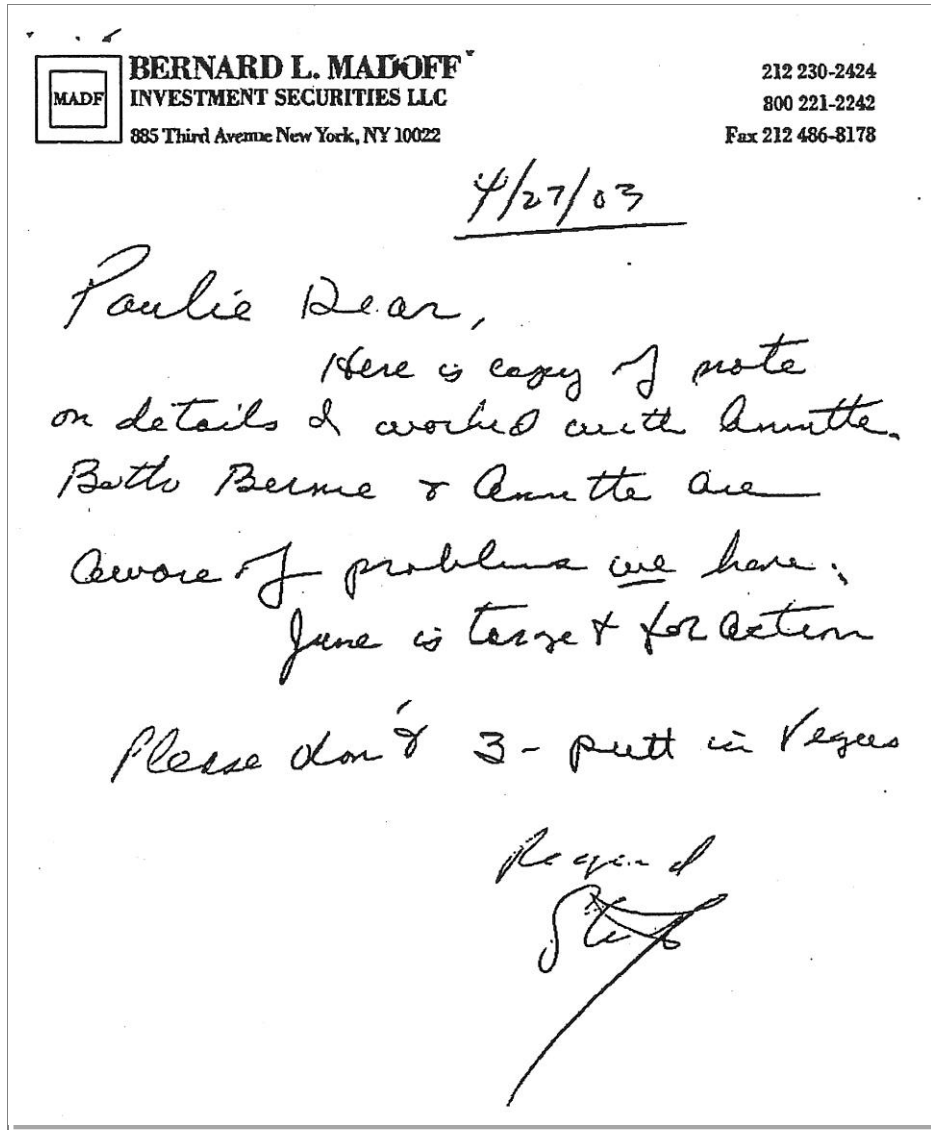 MADF
BERNARD L. MADOFF
INVESTMENT SECURITIES LLC
885 Third Avenue New York, NY 10022
212 230-2424
800 221-2242
Fax 212 486-8178
4/27/03
Paulie Dear,
Here is copy of note
on details I worked with Annette.
Both Bernie & Annette are
aware of problems we have.
June is target for action
Please don't 3-putt in Vegas
Regard